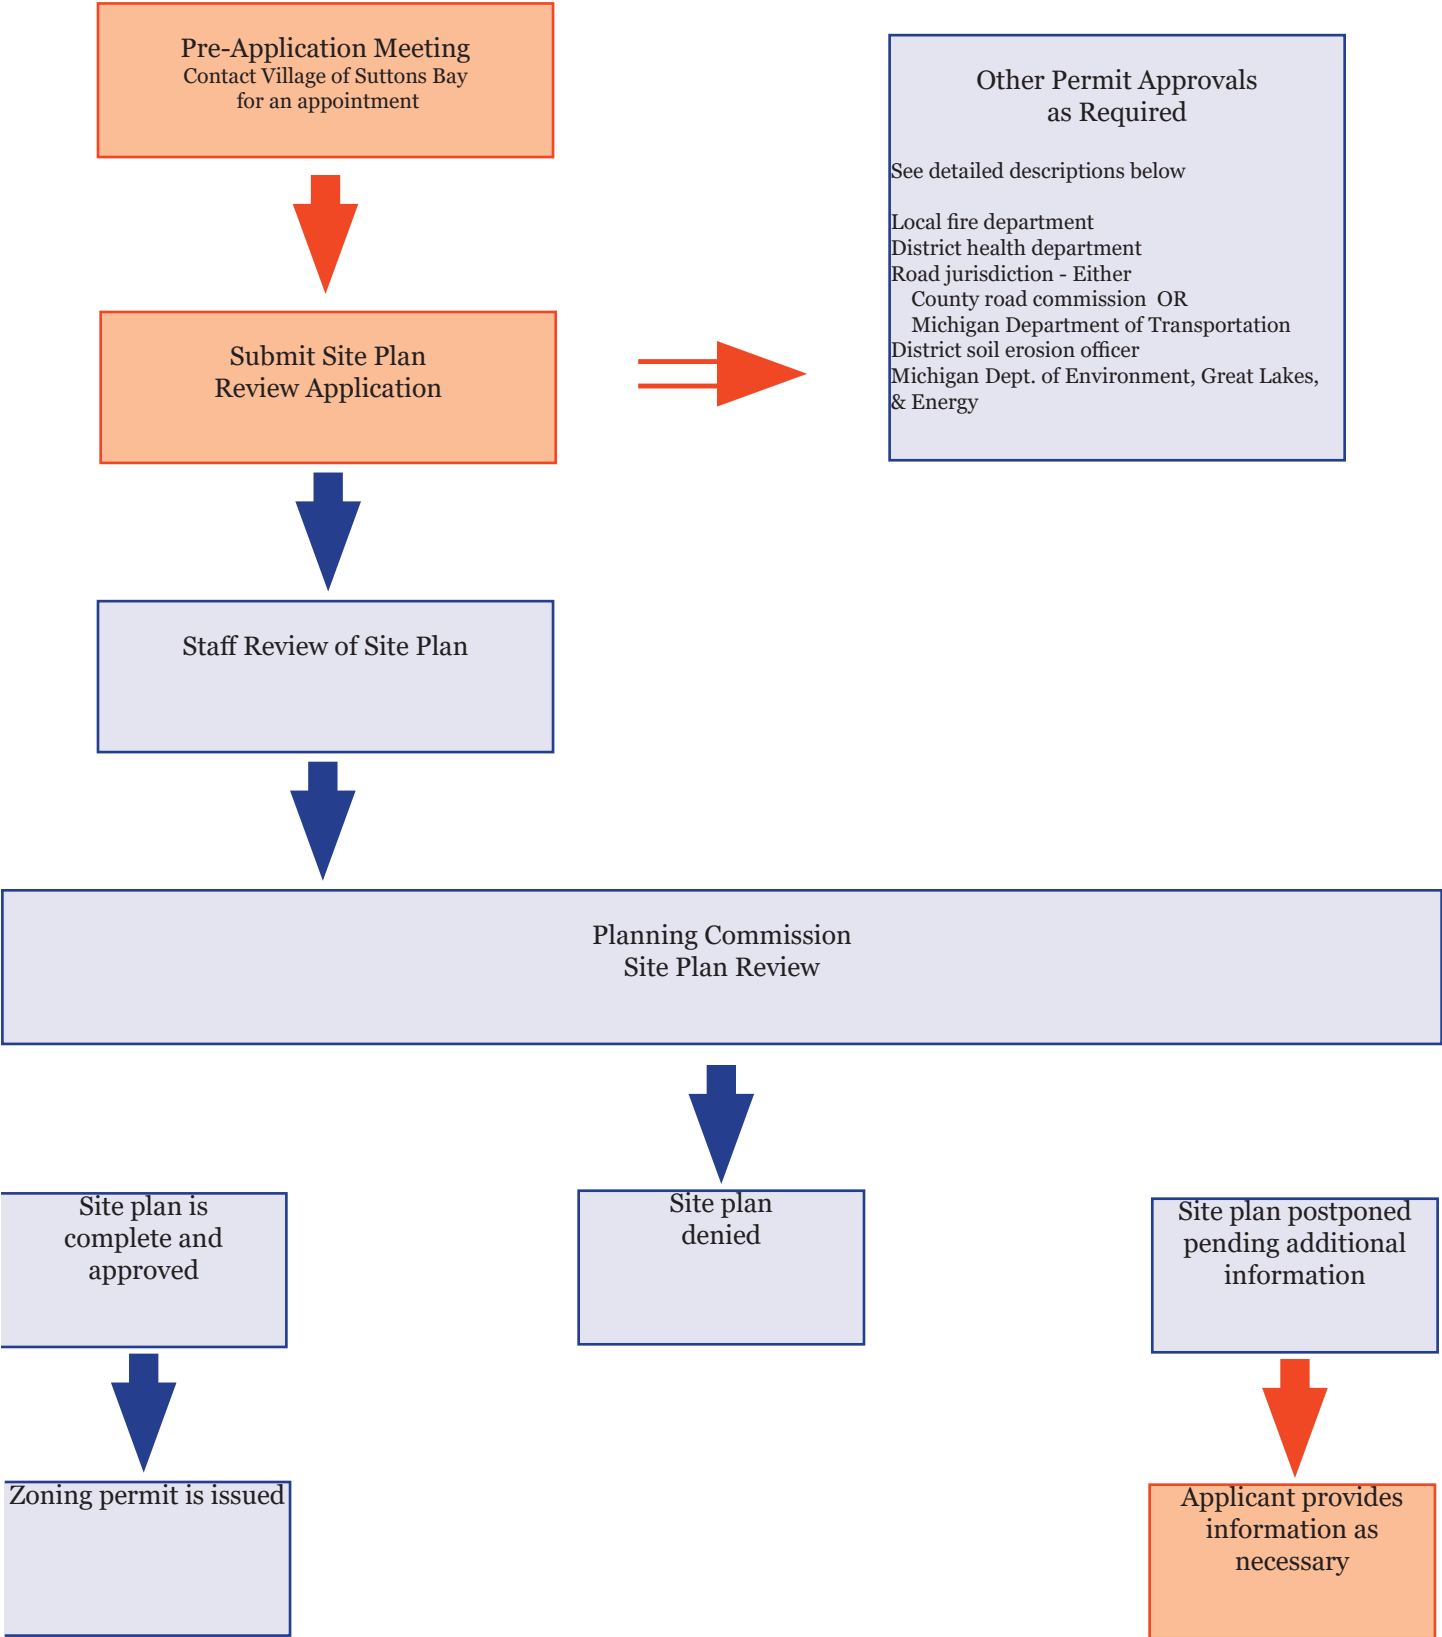 Pre-Application Meeting
Contact Village of Suttons Bay
for an appointment
Other Permit Approvals
as Required
See detailed descriptions below
Local fire department
District health department
Road jurisdiction - Either
County road commission  OR
Michigan Department of Transportation
District soil erosion officer
Michigan Dept. of Environment, Great Lakes,
& Energy
Submit Site Plan
Review Application
Staff Review of Site Plan
Planning Commission
Site Plan Review
Site plan is
complete and
approved
Site plan
denied
Site plan postponed
pending additional
information
Zoning permit is issued
Applicant provides
information as
necessary